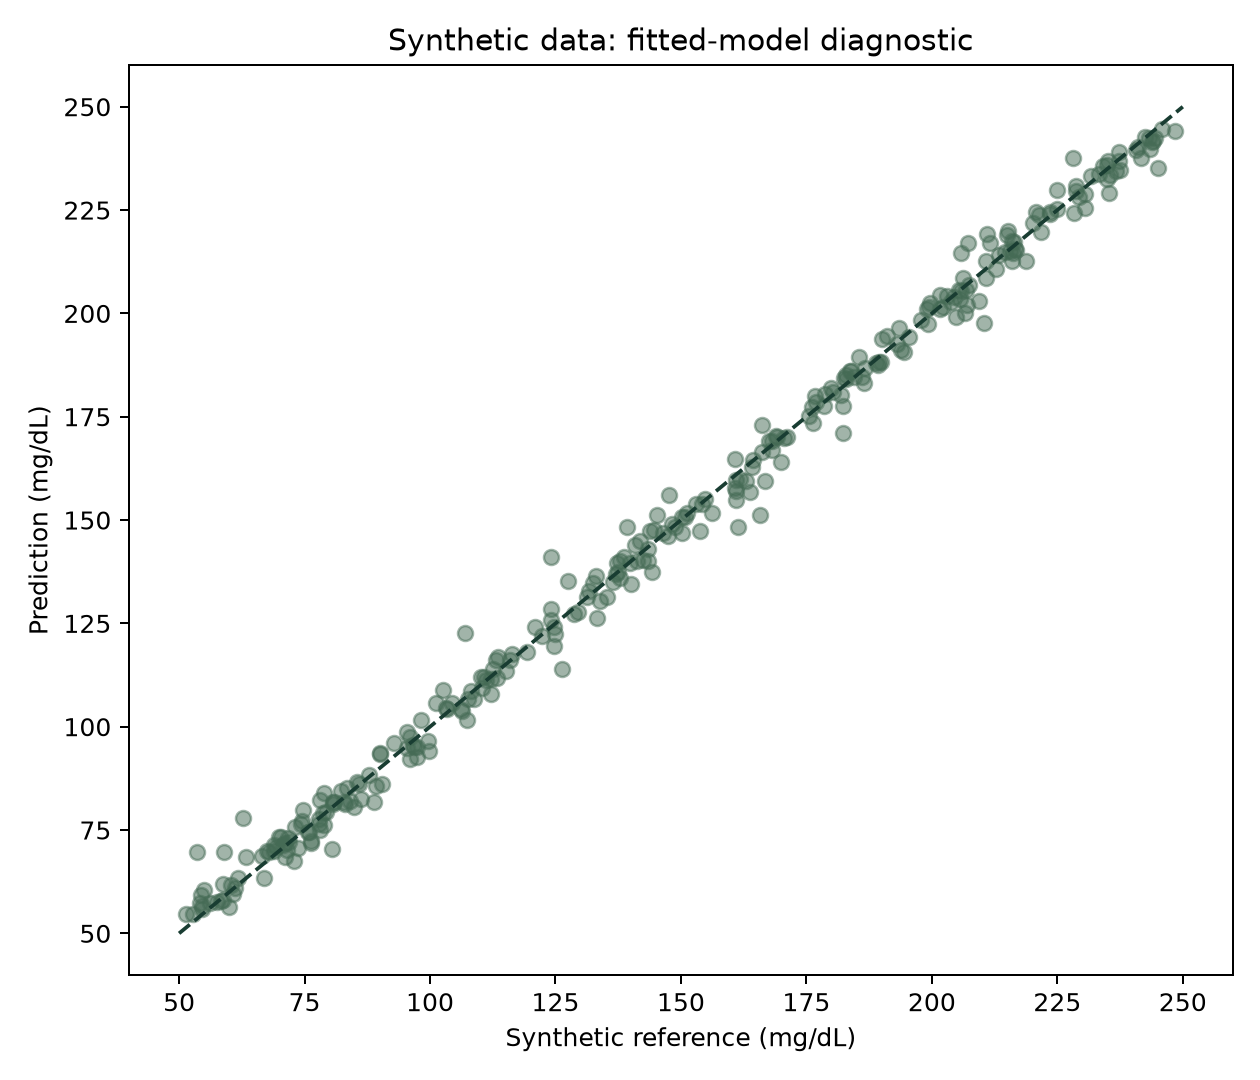 Synthetic data: fitted-model diagnostic
Prediction (mg/dL)
250
225
200
175
150
125
100
75
50
50 75 100 125 150 175 200 225 250
Synthetic reference (mg/dL)